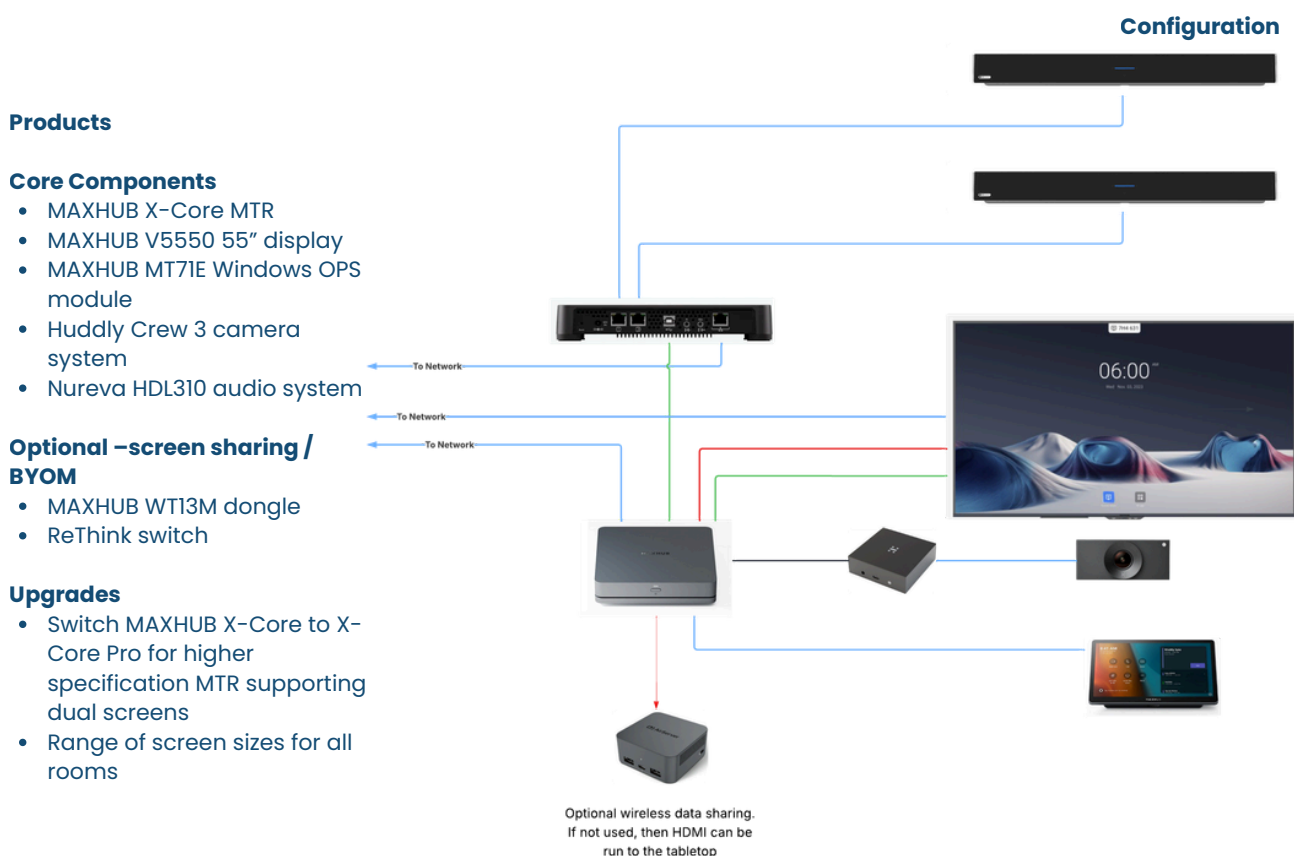 Configuration
Products
Core Components
• MAXHUB X-Core MTR
• MAXHUB V5550 55” display
• MAXHUB MT71E Windows OPS
module
• Huddly Crew 3 camera
system
• Nureva HDL310 audio system
Optional –screen sharing /
BYOM
• MAXHUB WT13M dongle
• ReThink switch
Upgrades
• Switch MAXHUB X-Core to X-
Core Pro for higher
specification MTR supporting
dual screens
• Range of screen sizes for all
rooms
To Network
To Network
To Network
06:00
Optional wireless data sharing.
If not used, then HDMI can be
run to the tabletop